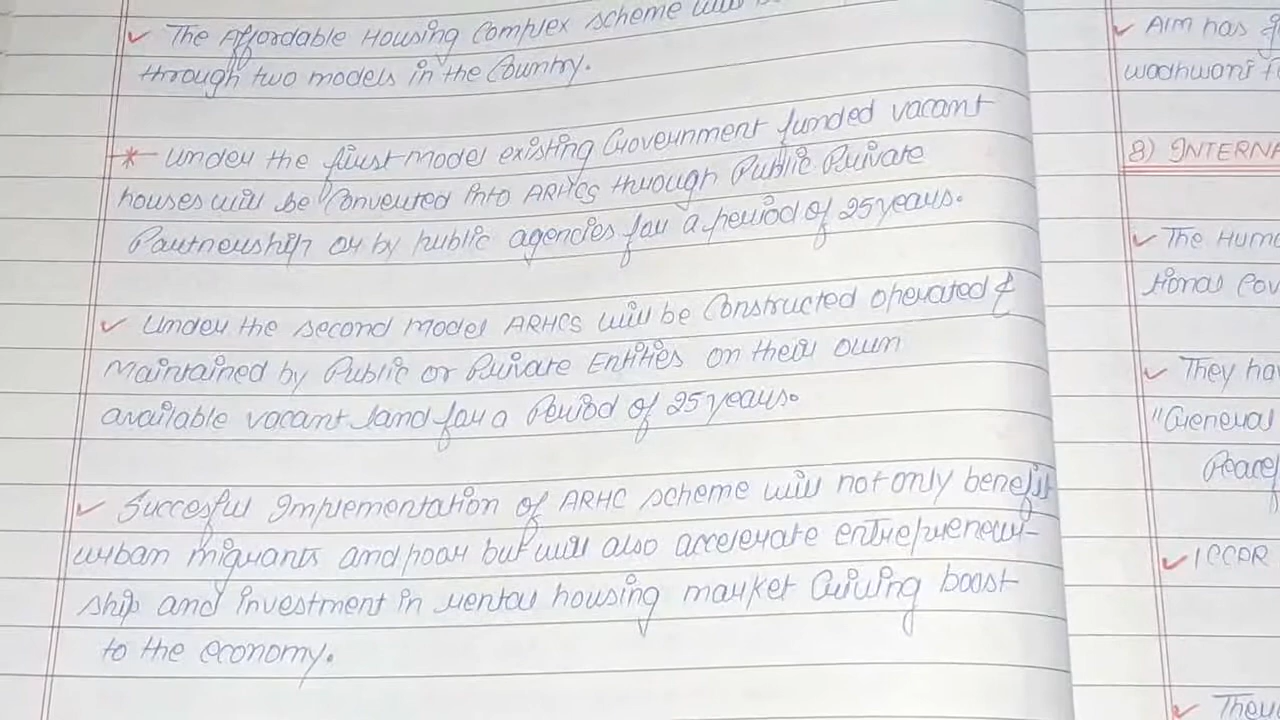 ✓ The Affordable Housing Complex scheme will
through two models in the Country.
* Under the first model existing Government funded vacant
houses will be Converted into ARHCS through Public Private
Partnership or by public agencies for a period of 25 years.
✓ Under the second model ARHCS will be Constructed operated &
maintained by Public or Private Entities on their own
available vacant land for a Period of 25 years.
✓ Succesful Implementation of ARHC scheme will not only benefit
urban migrants and poor but will also accelerate entrepreneur-
ship and investment in rental housing market Giving boost
to the economy.
✓ Aim has
wadhwani
8) INTERNA
✓ The Huma
tional Cov
✓ They hav
"General
Peace
✓ ICCPR
✓ They